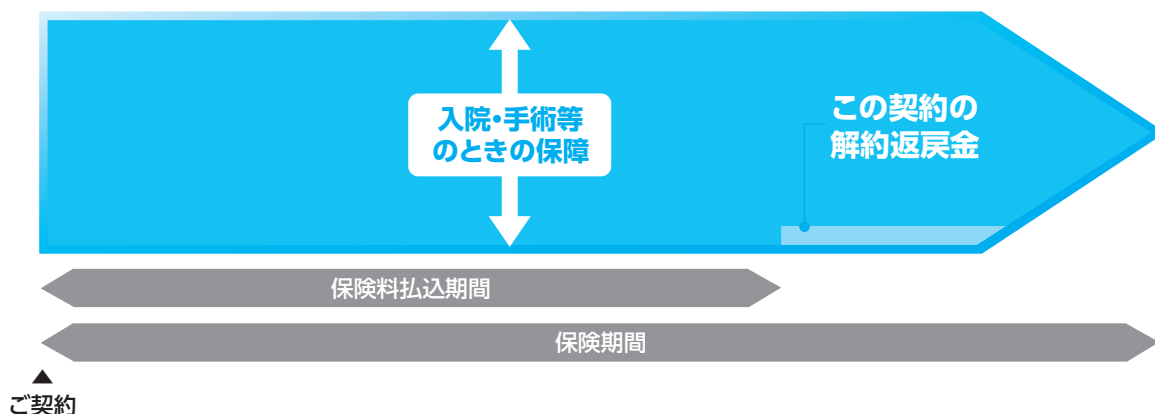 入院・手術等
のときの保障
この契約の
解約返戻金
保険料払込期間
保険期間
ご契約